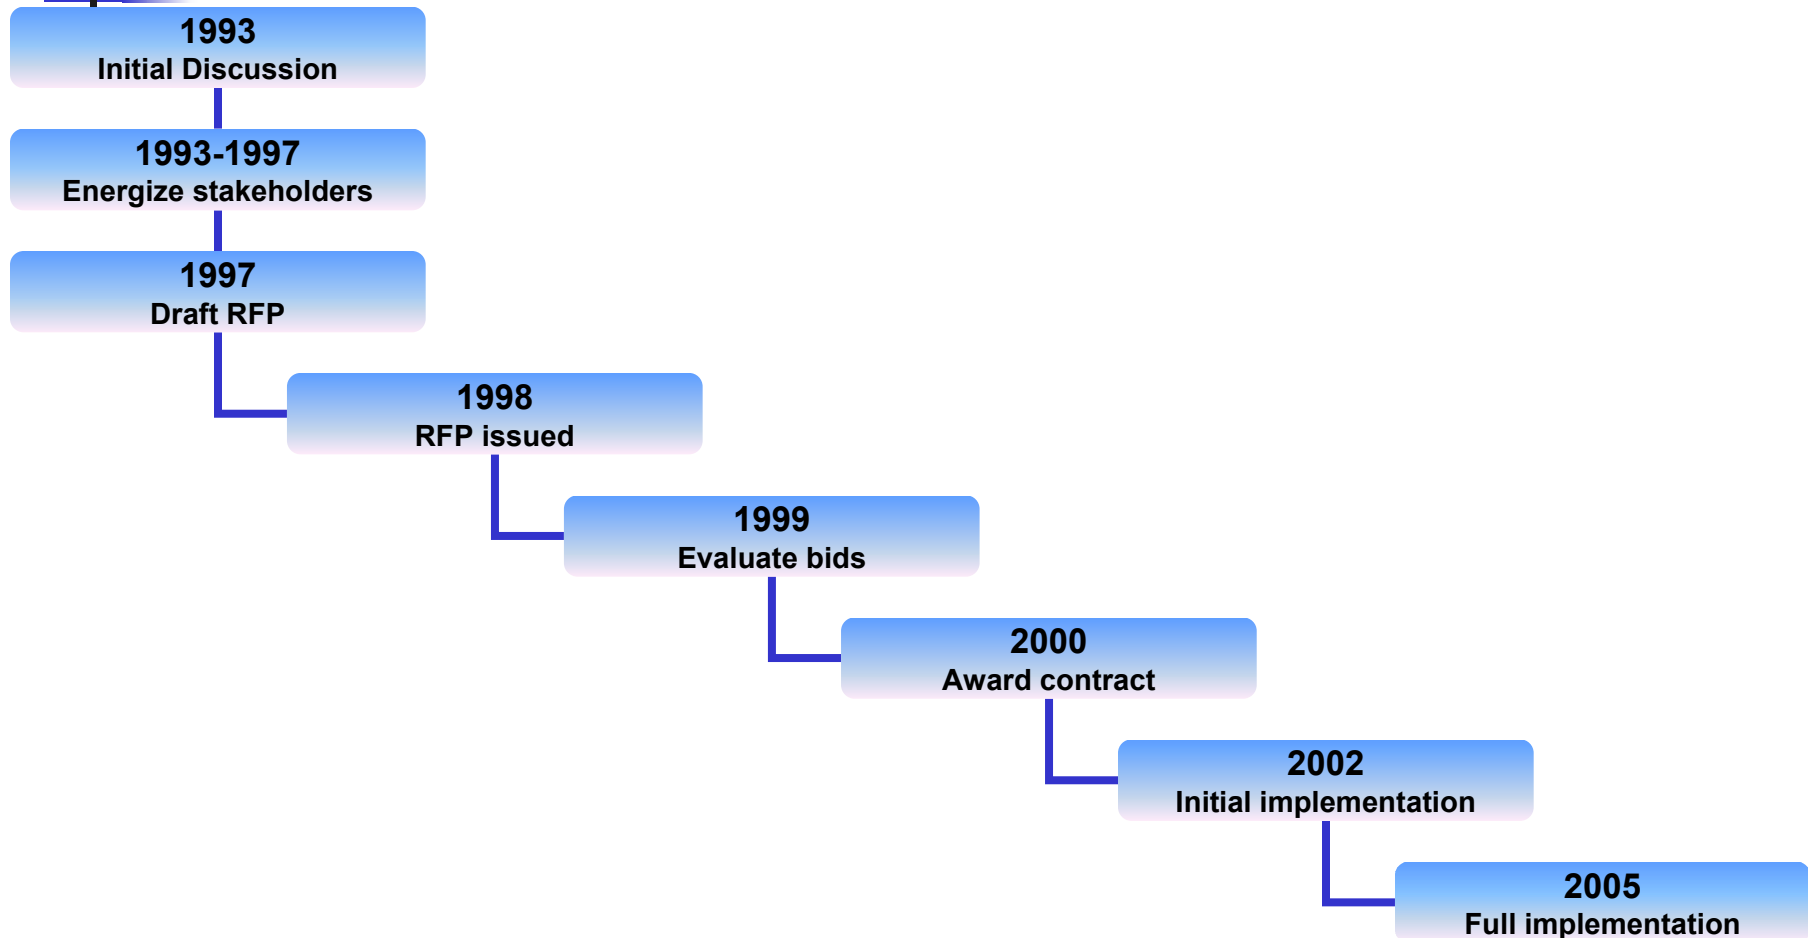 1993
Initial Discussion
1993-1997
Energize stakeholders
1997
Draft RFP
1998
RFP issued
1999
Evaluate bids
2000
Award contract
2002
Initial implementation
2005
Full implementation